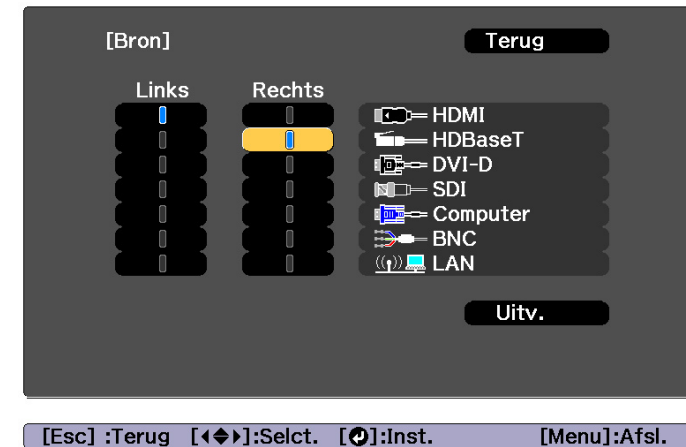 [Bron] Terug
Links Rechts
HDMI
HDBaseT
DVI-D
SDI
Computer
BNC
LAN
Uitv.
[Esc] :Terug [◀◆▶]:Selct. [↵]:Inst. [Menu]:Afsl.